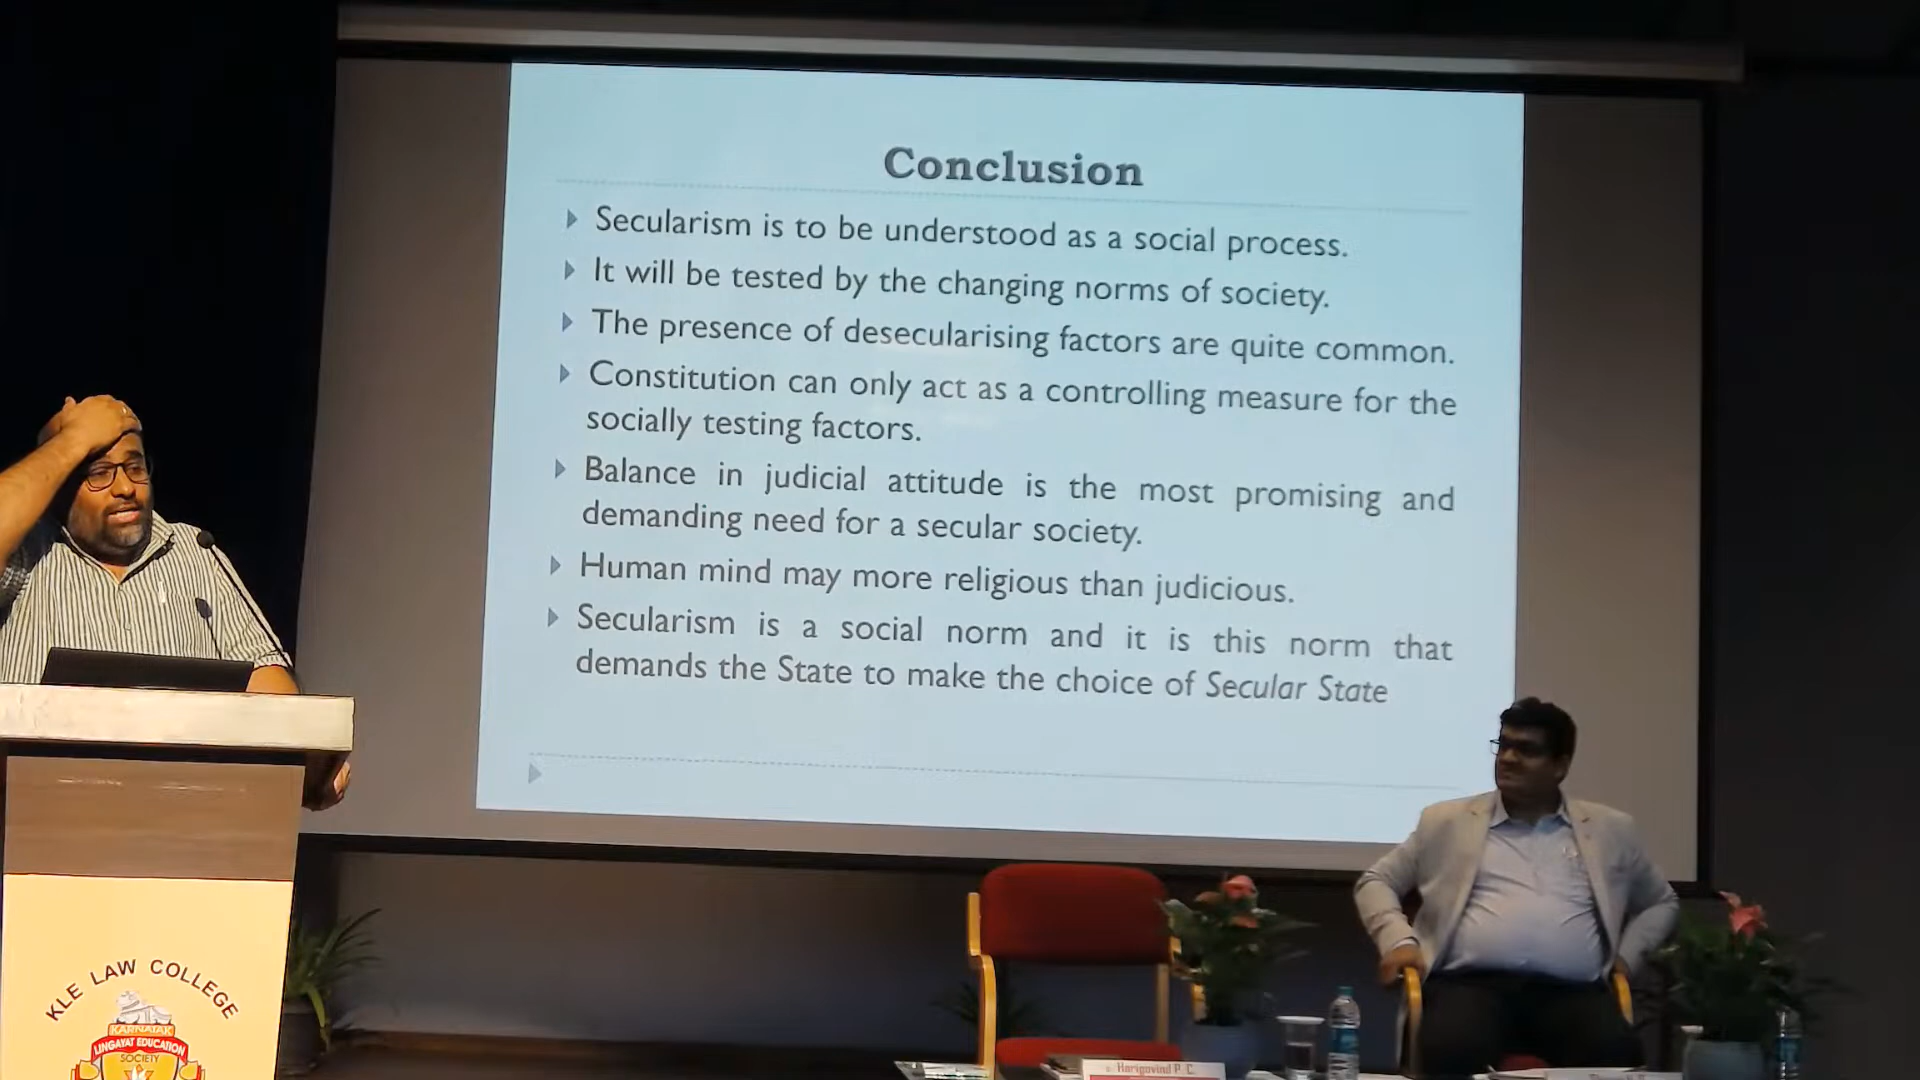 Conclusion
Secularism is to be understood as a social process.
It will be tested by the changing norms of society.
The presence of desecularising factors are quite common.
Constitution can only act as a controlling measure for the
socially testing factors.
Balance in judicial attitude is the most promising and
demanding need for a secular society.
Human mind may more religious than judicious.
Secularism is a social norm and it is this norm that
demands the State to make the choice of Secular State
KLE LAW COLLEGE
KARNATAK
LINGAYAT EDUCATION
SOCIETY
Harigovind P. C.